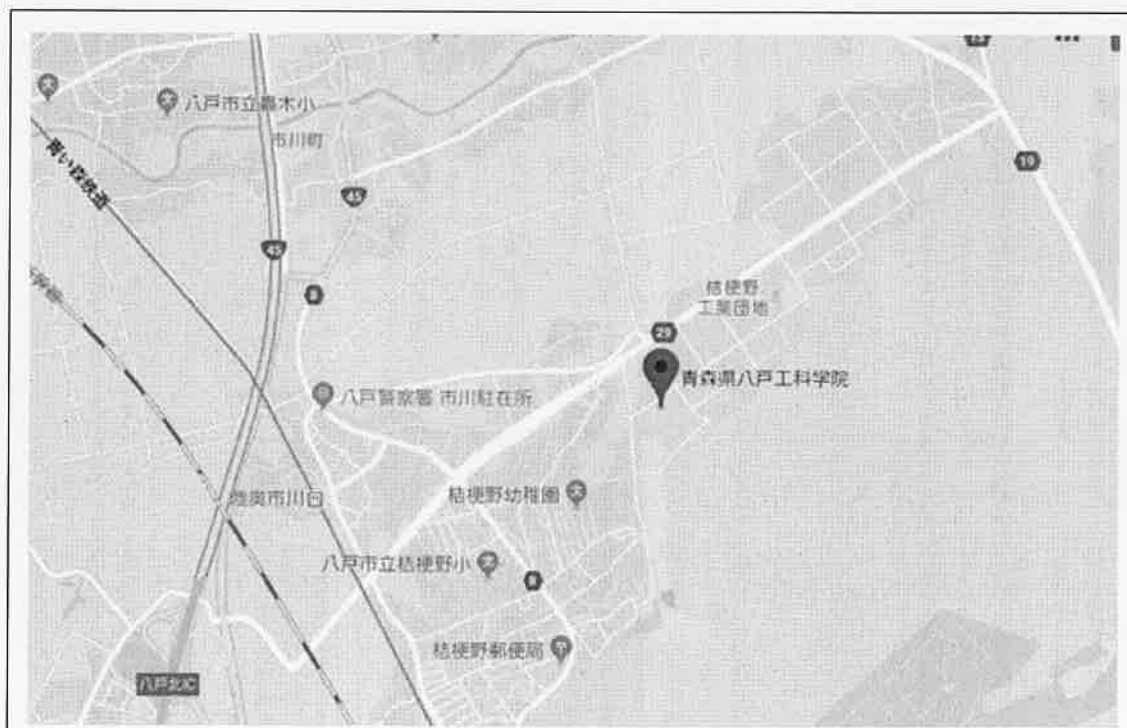 19
八戸市立多賀小
市川町
青い森鉄道
45
19
45
8
桔梗野
工業団地
29
青森県八戸工科学院
八戸警察署 市川駐在所
桔梗野幼稚園
陸奥市川
八戸市立桔梗野小
8
桔梗野郵便局
八戸北IC